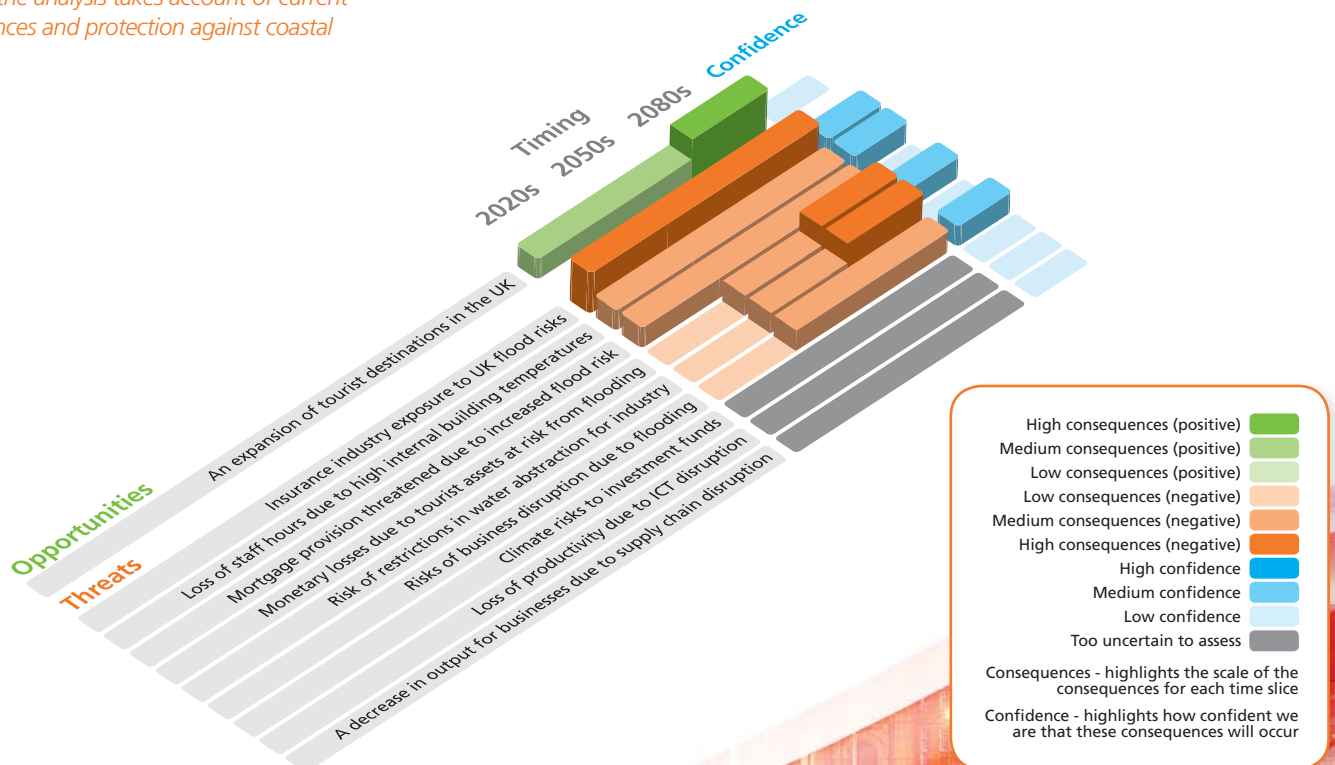 the analysis takes account of current
nces and protection against coastal
Confidence
Timing
2020s
2050s
2080s
Opportunities
An expansion of tourist destinations in the UK
Threats
Insurance industry exposure to UK flood risks
Loss of staff hours due to high internal building temperatures
Mortgage provision threatened due to increased flood risk
Monetary losses due to tourist assets at risk from flooding
Risk of restrictions in water abstraction for industry
Risks of business disruption due to flooding
Climate risks to investment funds
Loss of productivity due to ICT disruption
A decrease in output for businesses due to supply chain disruption
High consequences (positive)
Medium consequences (positive)
Low consequences (positive)
Low consequences (negative)
Medium consequences (negative)
High consequences (negative)
High confidence
Medium confidence
Low confidence
Too uncertain to assess
Consequences - highlights the scale of the
consequences for each time slice
Confidence - highlights how confident we
are that these consequences will occur